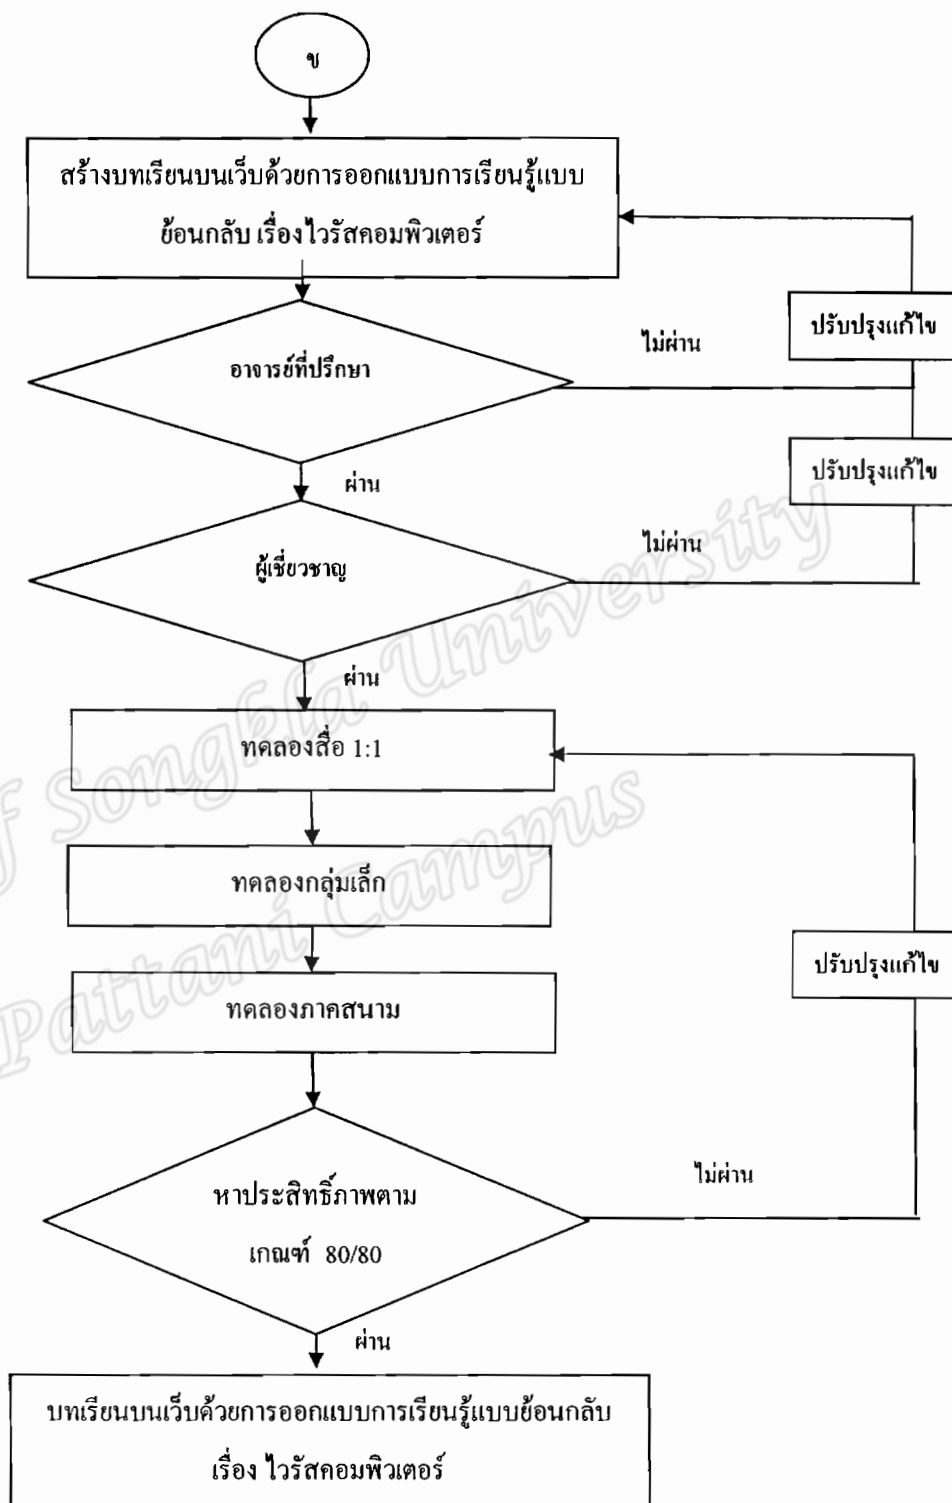 ข
สร้างบทเรียนบนเว็บด้วยการออกแบบการเรียนรู้แบบ
ย้อนกลับ เรื่องไวรัสคอมพิวเตอร์
ปรับปรุงแก้ไข
ไม่ผ่าน
อาจารย์ที่ปรึกษา
ปรับปรุงแก้ไข
ผ่าน
ไม่ผ่าน
ผู้เชี่ยวชาญ
ผ่าน
ทดลองสื่อ 1:1
ทดลองกลุ่มเล็ก
ปรับปรุงแก้ไข
ทดลองภาคสนาม
ไม่ผ่าน
หาประสิทธิ์ภาพตาม
เกณฑ์ 80/80
ผ่าน
บทเรียนบนเว็บด้วยการออกแบบการเรียนรู้แบบย้อนกลับ
เรื่อง ไวรัสคอมพิวเตอร์
f Songkla University
Pattani Campus